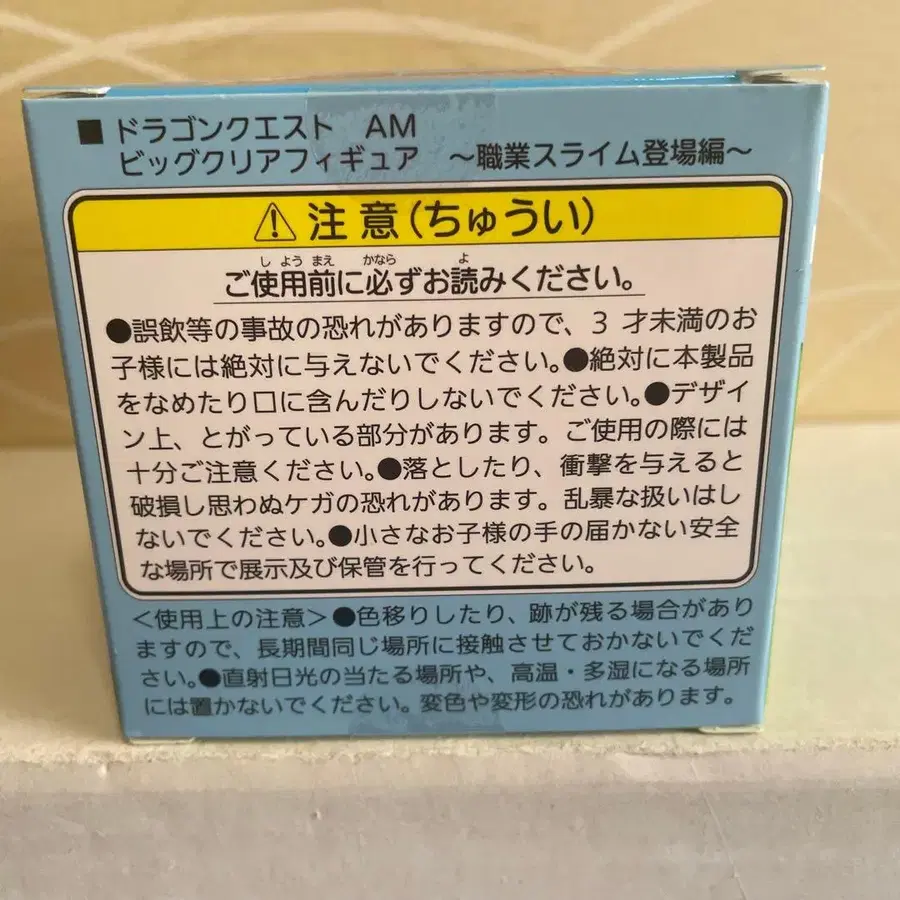 ■ ドラゴンクエスト AM
ビッグクリアフィギュア ～職業スライム登場編～
⚠ 注意(ちゅうい)
しようまえ かなら よ
ご使用前に必ずお読みください。
●誤飲等の事故の恐れがありますので、3 才未満のお
子様には絶対に与えないでください。●絶対に本製品
をなめたり口に含んだりしないでください。●デザイ
ン上、とがっている部分があります。ご使用の際には
十分ご注意ください。●落としたり、衝撃を与えると
破損し思わぬケガの恐れがあります。乱暴な扱いはし
ないでください。●小さなお子様の手の届かない安全
な場所で展示及び保管を行ってください。
＜使用上の注意＞●色移りしたり、跡が残る場合があり
ますので、長期間同じ場所に接触させておかないでくだ
さい。●直射日光の当たる場所や、高温・多湿になる場所
には置かないでください。変色や変形の恐れがあります。